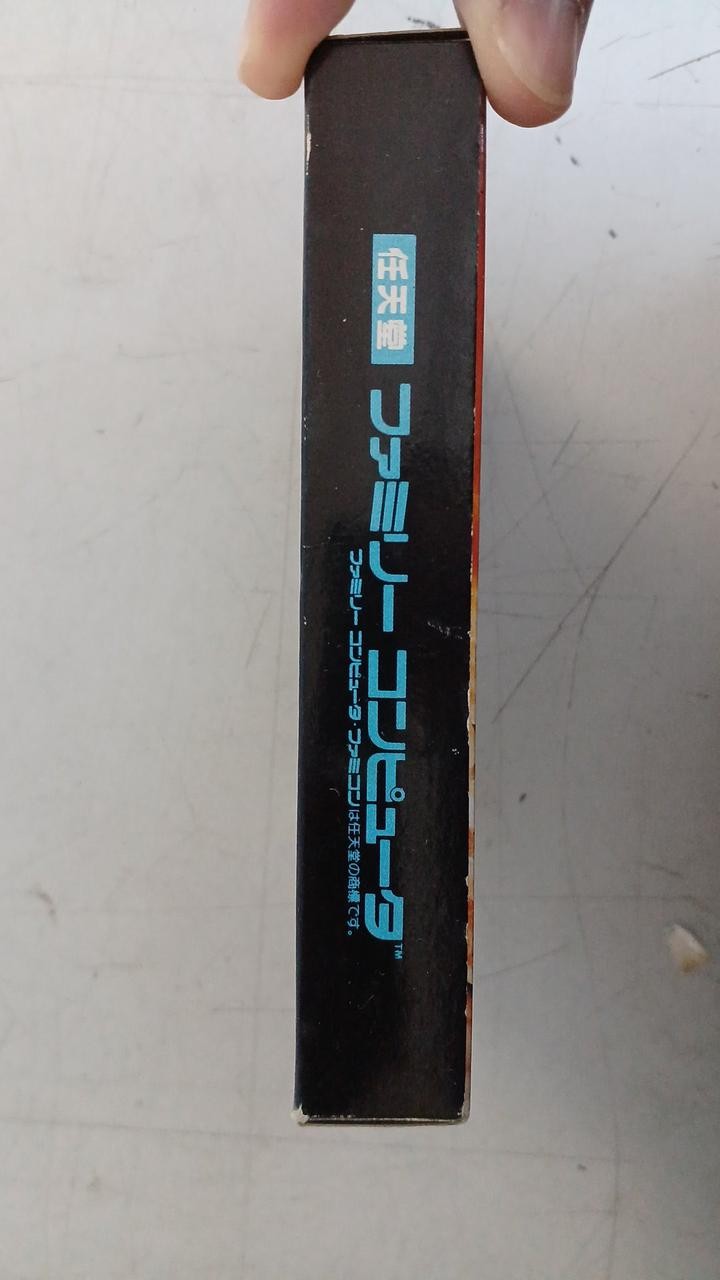 任天堂 ファミリー コンピュータ™
ファミリー コンピュータ・ファミコンは任天堂の商標です。